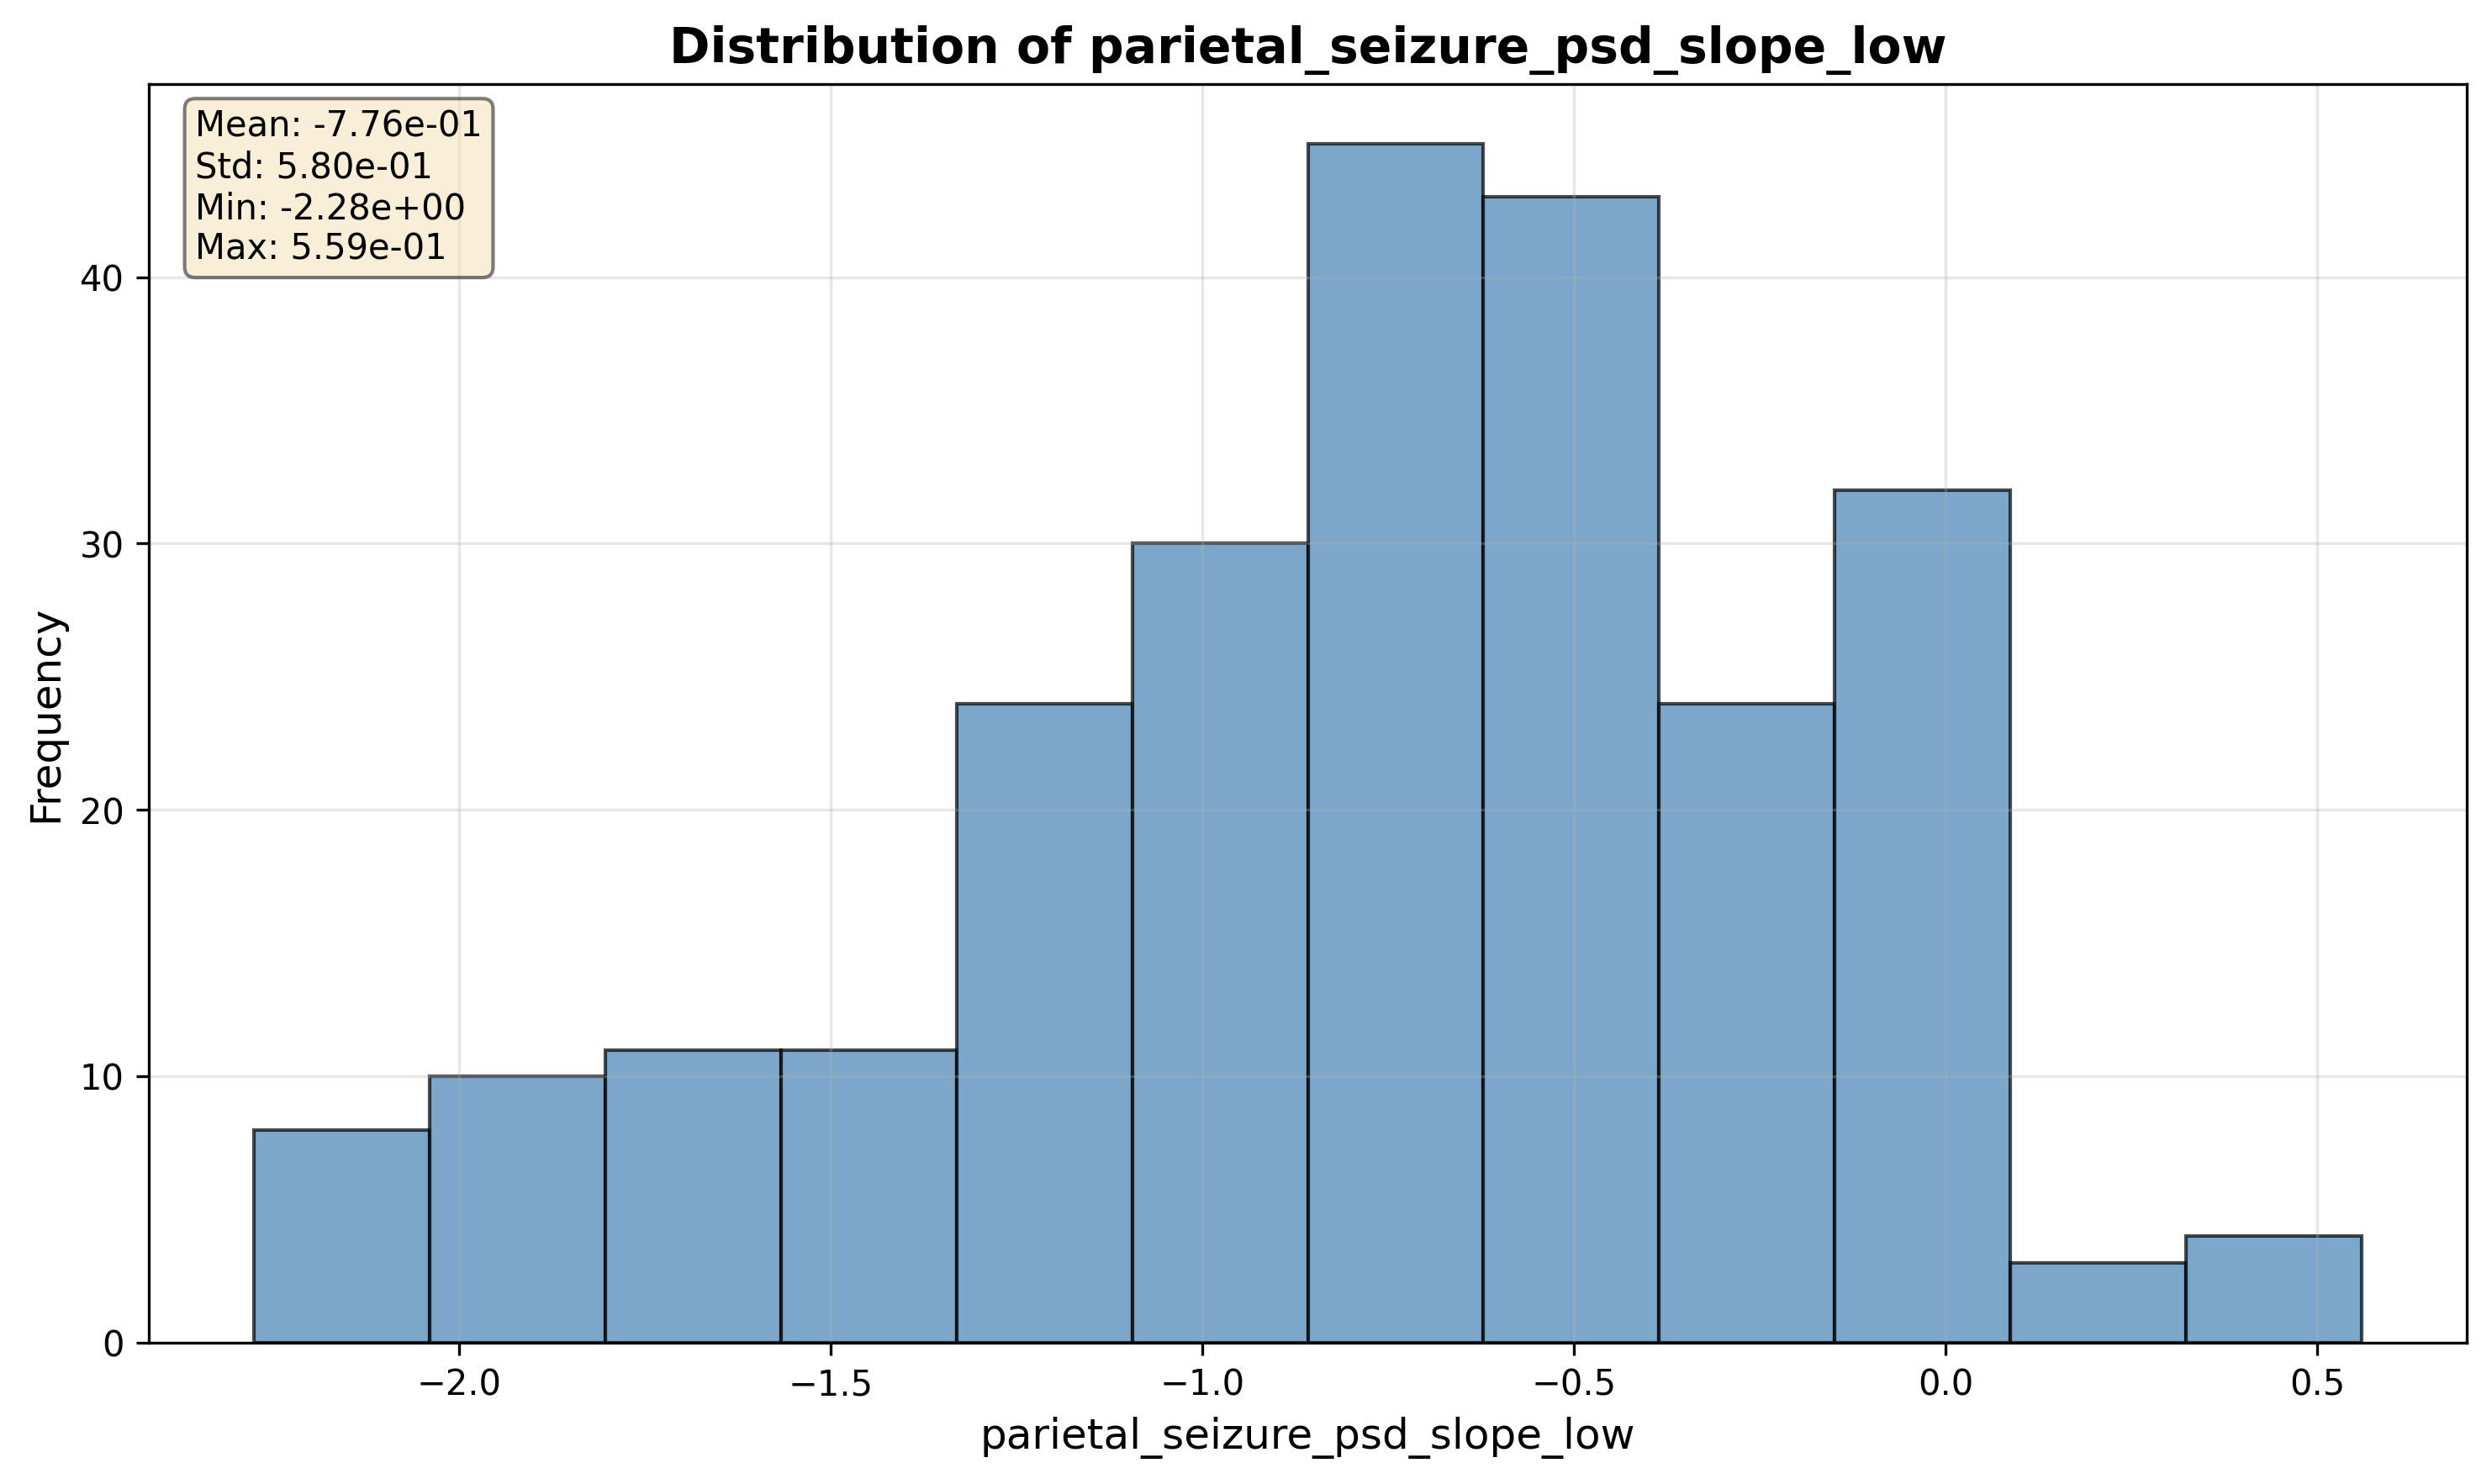 Distribution of parietal_seizure_psd_slope_low
Mean: -7.76e-01
Std: 5.80e-01
Min: -2.28e+00
Max: 5.59e-01
Frequency
40
30
20
10
0
−2.0
−1.5
−1.0
−0.5
0.0
0.5
parietal_seizure_psd_slope_low